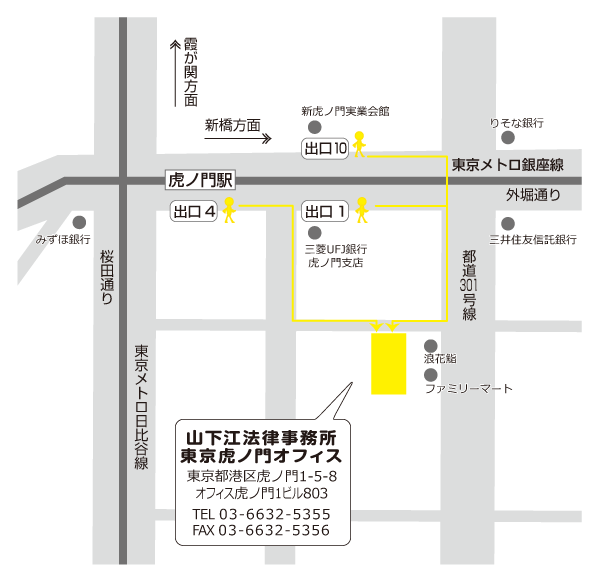 霞が関方面
新橋方面
新虎ノ門実業会館
りそな銀行
出口10
東京メトロ銀座線
虎ノ門駅
外堀通り
出口4
出口1
みずほ銀行
三菱UFJ銀行
虎ノ門支店
三井住友信託銀行
桜田通り
都道301号線
東京メトロ日比谷線
浪花鮨
ファミリーマート
山下江法律事務所
東京虎ノ門オフィス
東京都港区虎ノ門1-5-8
オフィス虎ノ門1ビル803
TEL 03-6632-5355
FAX 03-6632-5356